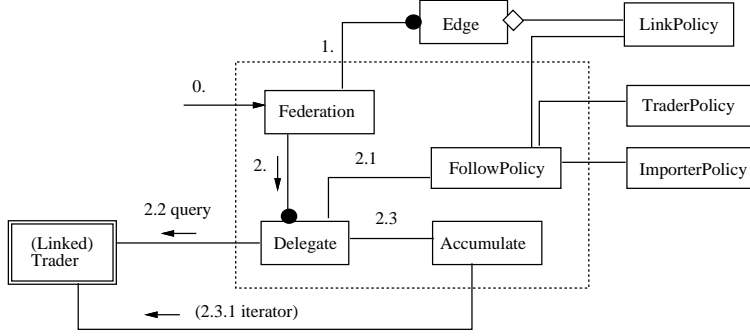 Edge
LinkPolicy
1.
0.
Federation
TraderPolicy
2.
2.1
FollowPolicy
ImporterPolicy
2.2 query
2.3
(Linked)
Trader
Delegate
Accumulate
(2.3.1 iterator)